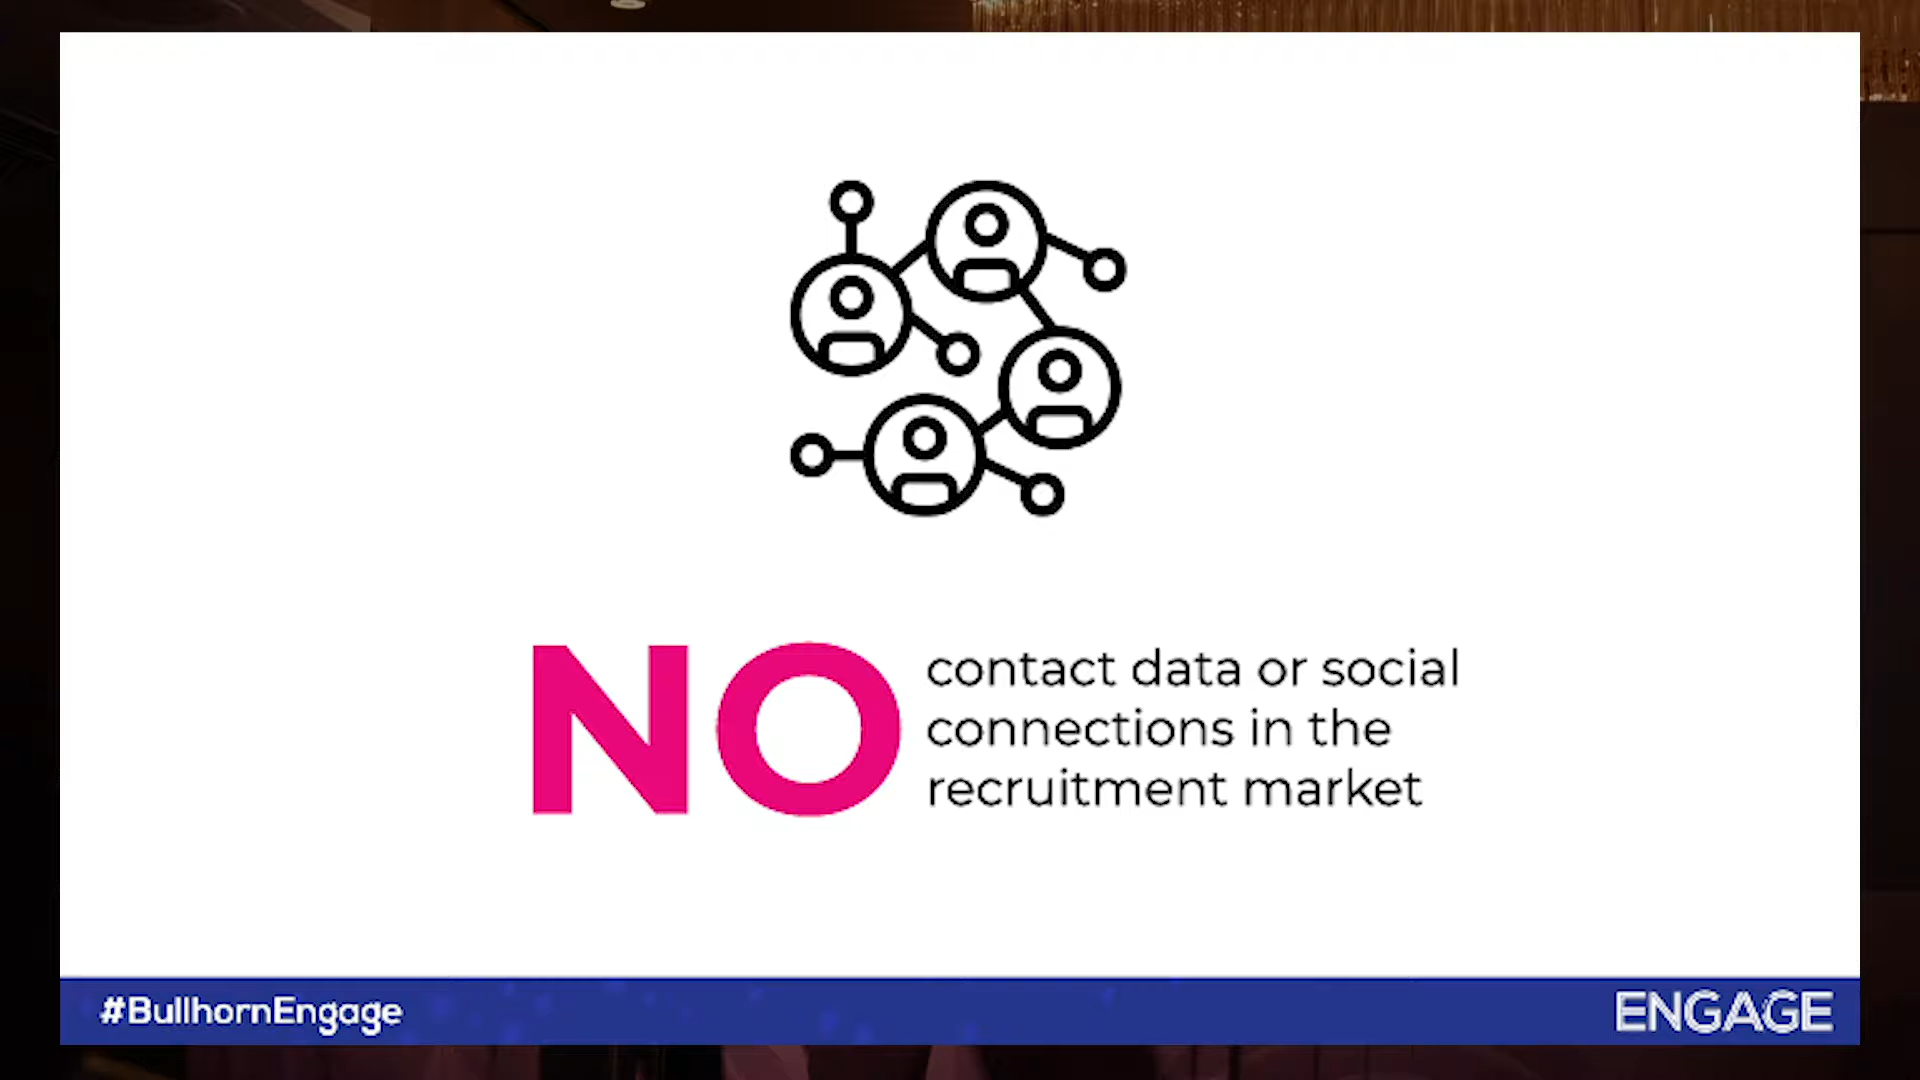 NO
contact data or social
connections in the
recruitment market
#BullhornEngage
ENGAGE